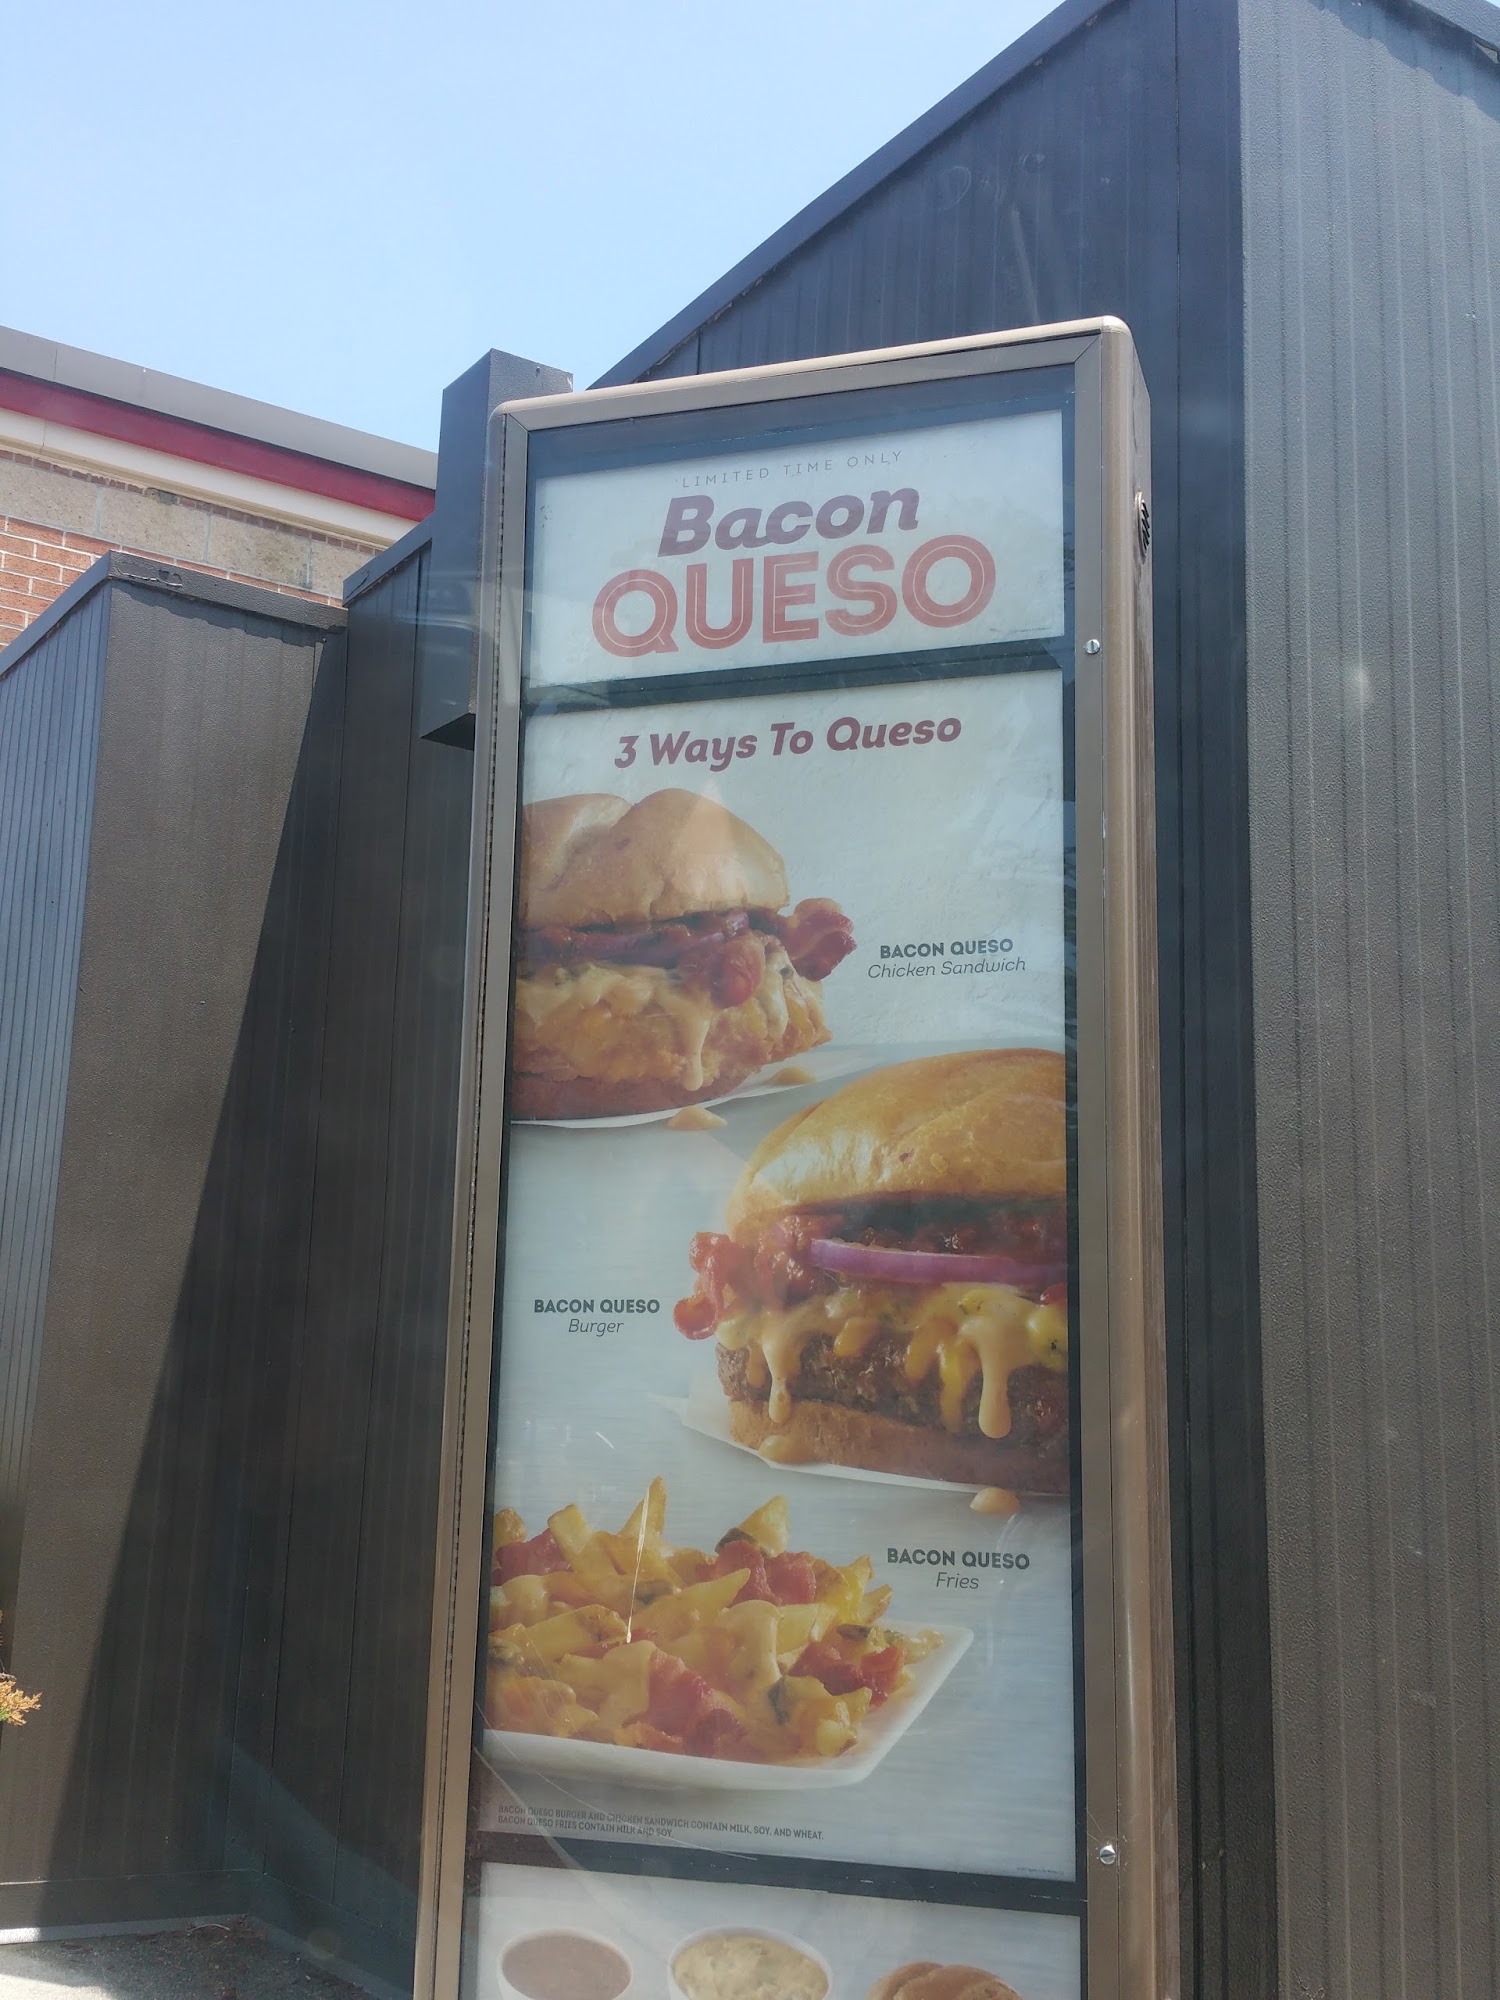 LIMITED TIME ONLY
Bacon
QUESO
3 Ways To Queso
BACON QUESO
Chicken Sandwich
BACON QUESO
Burger
BACON QUESO
Fries
BACON QUESO BURGER AND CHICKEN SANDWICH CONTAIN MILK, SOY, AND WHEAT.
BACON QUESO FRIES CONTAIN MILK AND SOY.